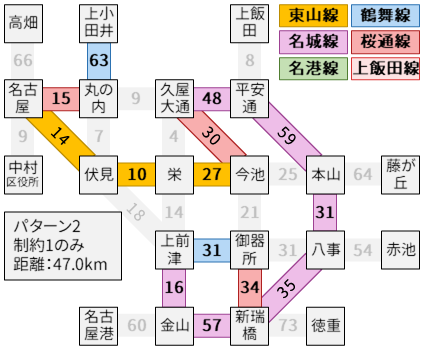 高畑
上小
田井
上飯
田
東山線
鶴舞線
名城線
桜通線
名港線
上飯田線
66
63
8
名古
屋
15
丸の
内
9
久屋
大通
48
平安
通
9
14
7
4
30
59
中村
区役所
伏見
10
栄
27
今池
25
本山
64
藤が
丘
18
14
21
31
パターン2
制約1のみ
距離:47.0km
上前
津
31
御器
所
31
八事
54
赤池
16
34
35
名古
屋港
60
金山
57
新瑞
橋
73
徳重